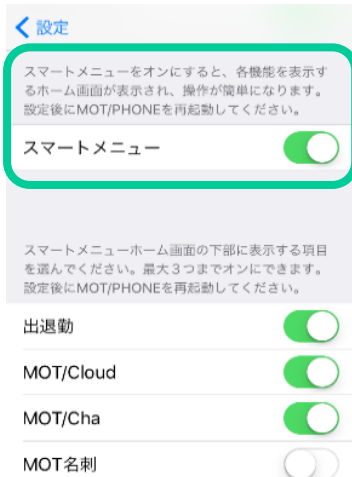 設定
スマートメニューをオンにすると、各機能を表示す
るホーム画面が表示され、操作が簡単になります。
設定後にMOT/PHONEを再起動してください。
スマートメニュー
スマートメニューホーム画面の下部に表示する項目
を選んでください。最大３つまでオンにできます。
設定後にMOT/PHONEを再起動してください。
出退勤
MOT/Cloud
MOT/Cha
MOT名刺